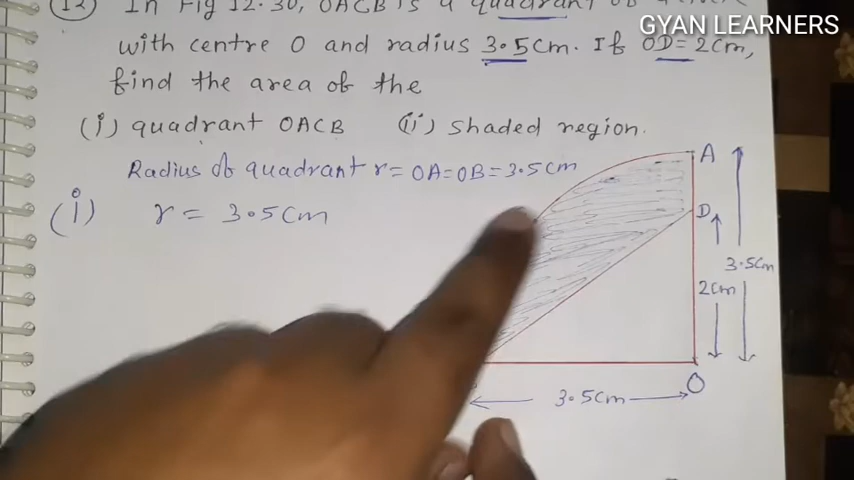 GYAN LEARNERS
(12) In Fig 12.30, OACB is a quadrant of a
with centre O and radius 3.5cm. If OD=2cm,
find the area of the
(i) quadrant OACB (ii) shaded region.
Radius of quadrant r= OA=OB=3.5cm
(i) r = 3.5cm
A
D
3.5cm
2cm
O
3.5cm